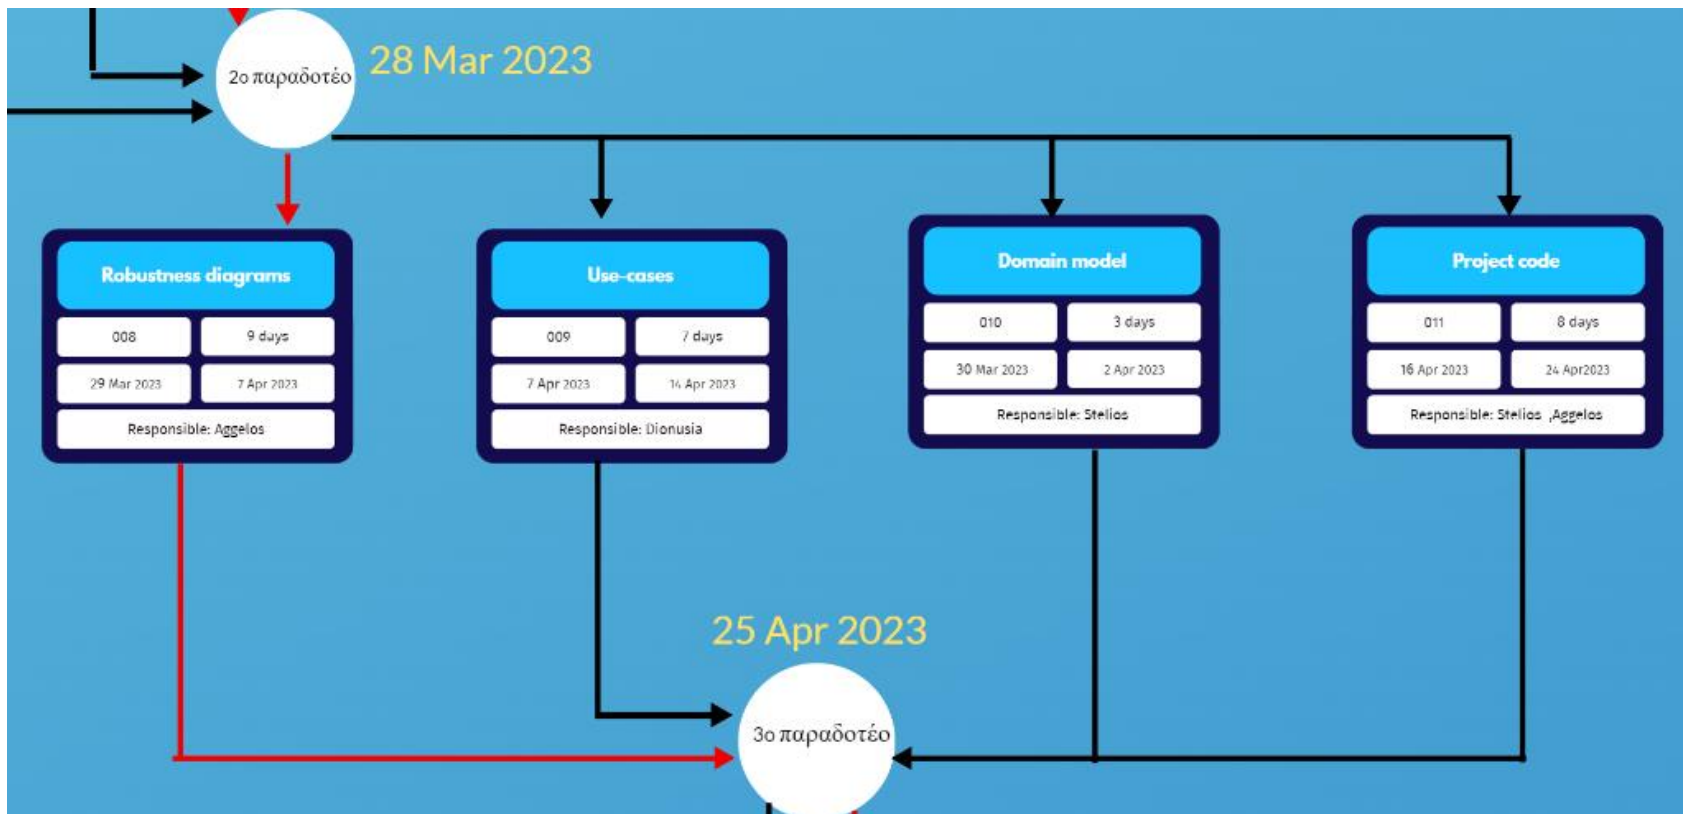 2ο παραδοτέο
28 Mar 2023
Robustness diagrams
008
9 days
29 Mar 2023
7 Apr 2023
Responsible: Aggelos
Use-cases
009
7 days
7 Apr 2023
14 Apr 2023
Responsible: Dionusia
Domain model
010
3 days
30 Mar 2023
2 Apr 2023
Responsible: Stelios
Project code
011
8 days
16 Apr 2023
24 Apr2023
Responsible: Stelios ,Aggelos
25 Apr 2023
3ο παραδοτέο